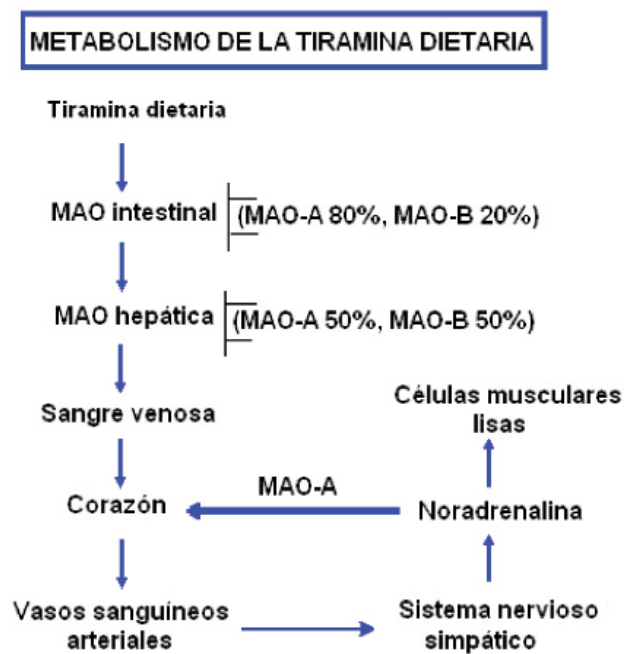 METABOLISMO DE LA TIRAMINA DIETARIA
Tiramina dietaria
MAO intestinal (MAO-A 80%, MAO-B 20%)
MAO hepática (MAO-A 50%, MAO-B 50%)
Sangre venosa
Células musculares
lisas
Corazón
MAO-A
Noradrenalina
Vasos sanguíneos
arteriales
Sistema nervioso
simpático